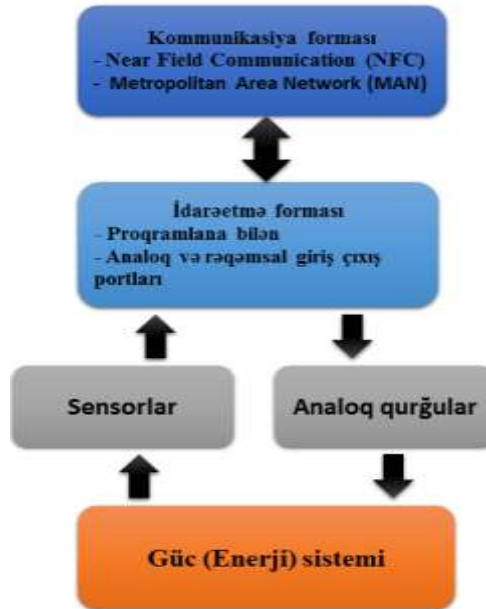 Kommunikasiya forması
- Near Field Communication (NFC)
- Metropolitan Area Network (MAN)
İdarəetmə forması
- Proqramlana bilən
- Analoq və rəqəmsal giriş çıxış
portları
Sensorlar
Analoq qurğular
Güc (Enerji) sistemi